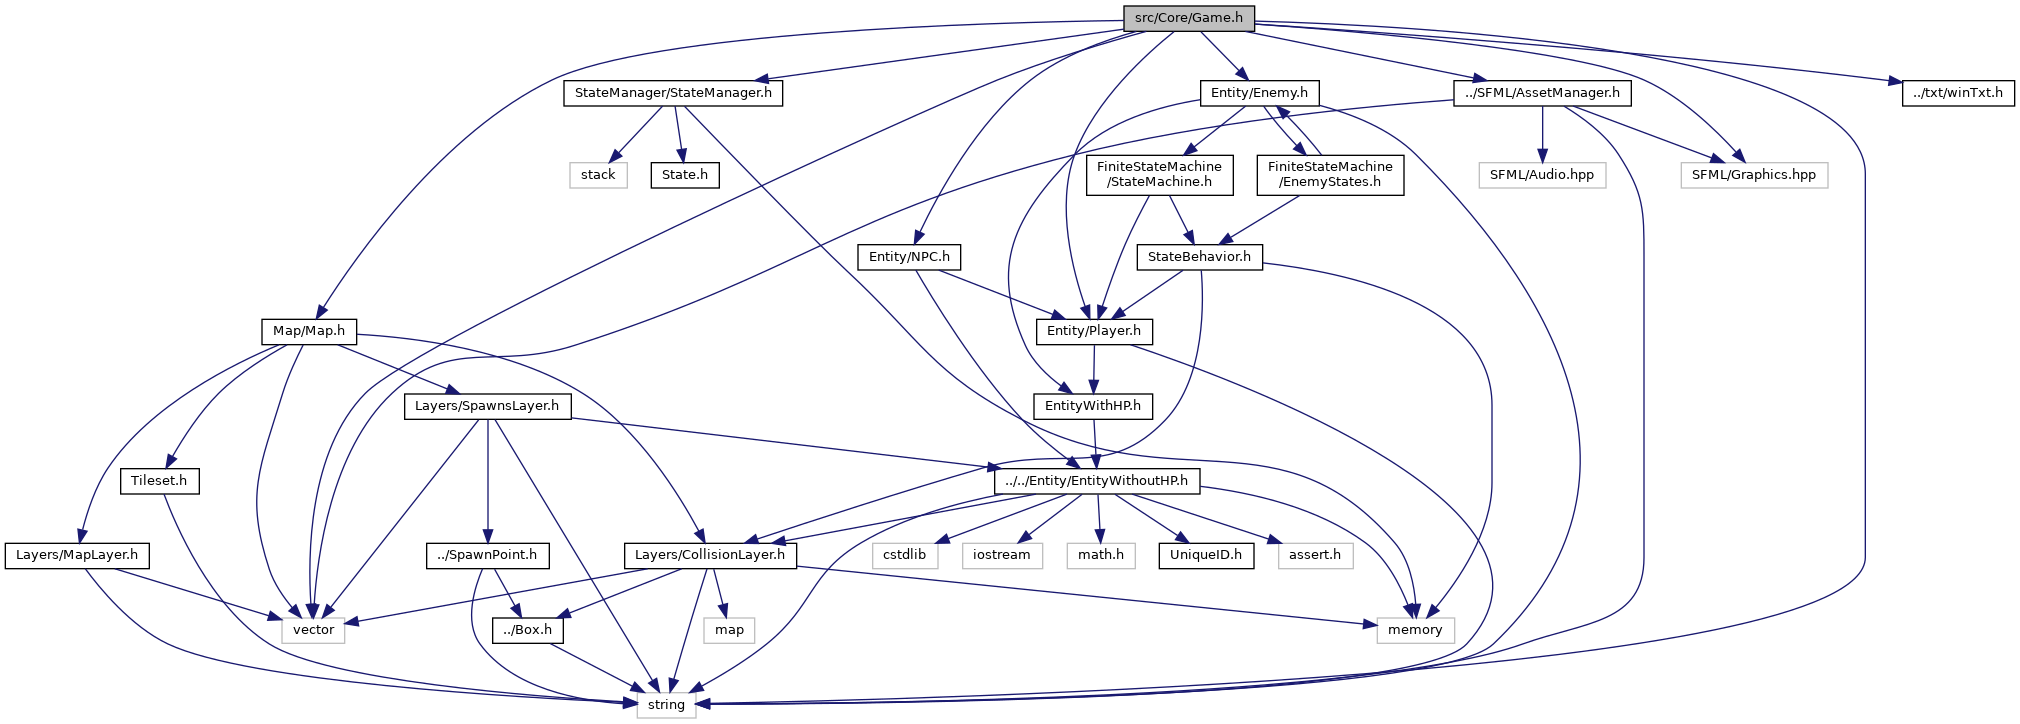 src/Core/Game.h
StateManager/StateManager.h
Entity/Enemy.h
../SFML/AssetManager.h
../txt/winTxt.h
stack
State.h
FiniteStateMachine
/StateMachine.h
FiniteStateMachine
/EnemyStates.h
SFML/Audio.hpp
SFML/Graphics.hpp
Entity/NPC.h
StateBehavior.h
Map/Map.h
Entity/Player.h
Layers/SpawnsLayer.h
EntityWithHP.h
Tileset.h
../../Entity/EntityWithoutHP.h
Layers/MapLayer.h
../SpawnPoint.h
Layers/CollisionLayer.h
cstdlib
iostream
math.h
UniqueID.h
assert.h
vector
../Box.h
map
memory
string